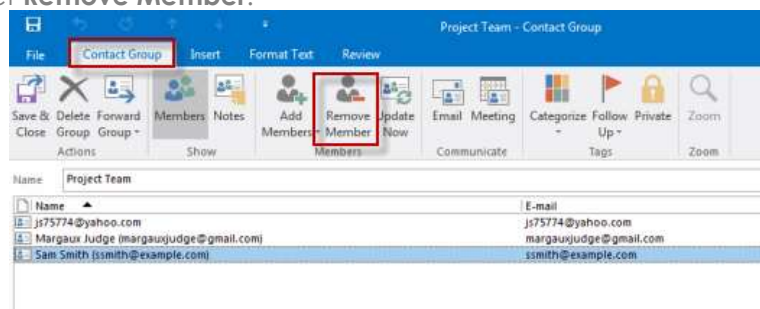 Remove Member.
Project Team - Contact Group
File Contact Group Insert Format Text Review
Save & Delete Forward Members Notes Add Remove Update Email Meeting Categorize Follow Private Zoom
Close Group Group Members Member Now Up
Actions Show Members Communicate Tags Zoom
Name Project Team
Name E-mail
js75774@yahoo.com js75774@yahoo.com
Margaux Judge (margauxjudge@gmail.com) margauxjudge@gmail.com
Sam Smith (ssmith@example.com) ssmith@example.com